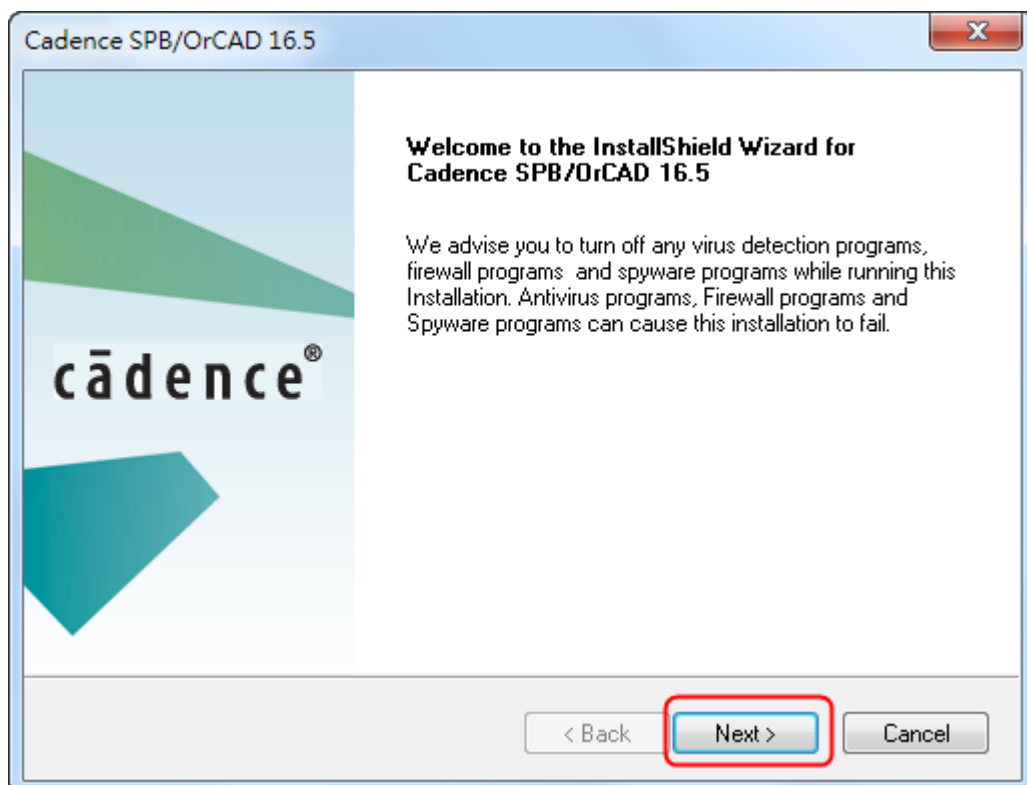 Cadence SPB/OrCAD 16.5
Welcome to the InstallShield Wizard for
Cadence SPB/OrCAD 16.5
We advise you to turn off any virus detection programs,
firewall programs  and spyware programs while running this
Installation. Antivirus programs, Firewall programs and
Spyware programs can cause this installation to fail.
cādence®
< Back
Next >
Cancel